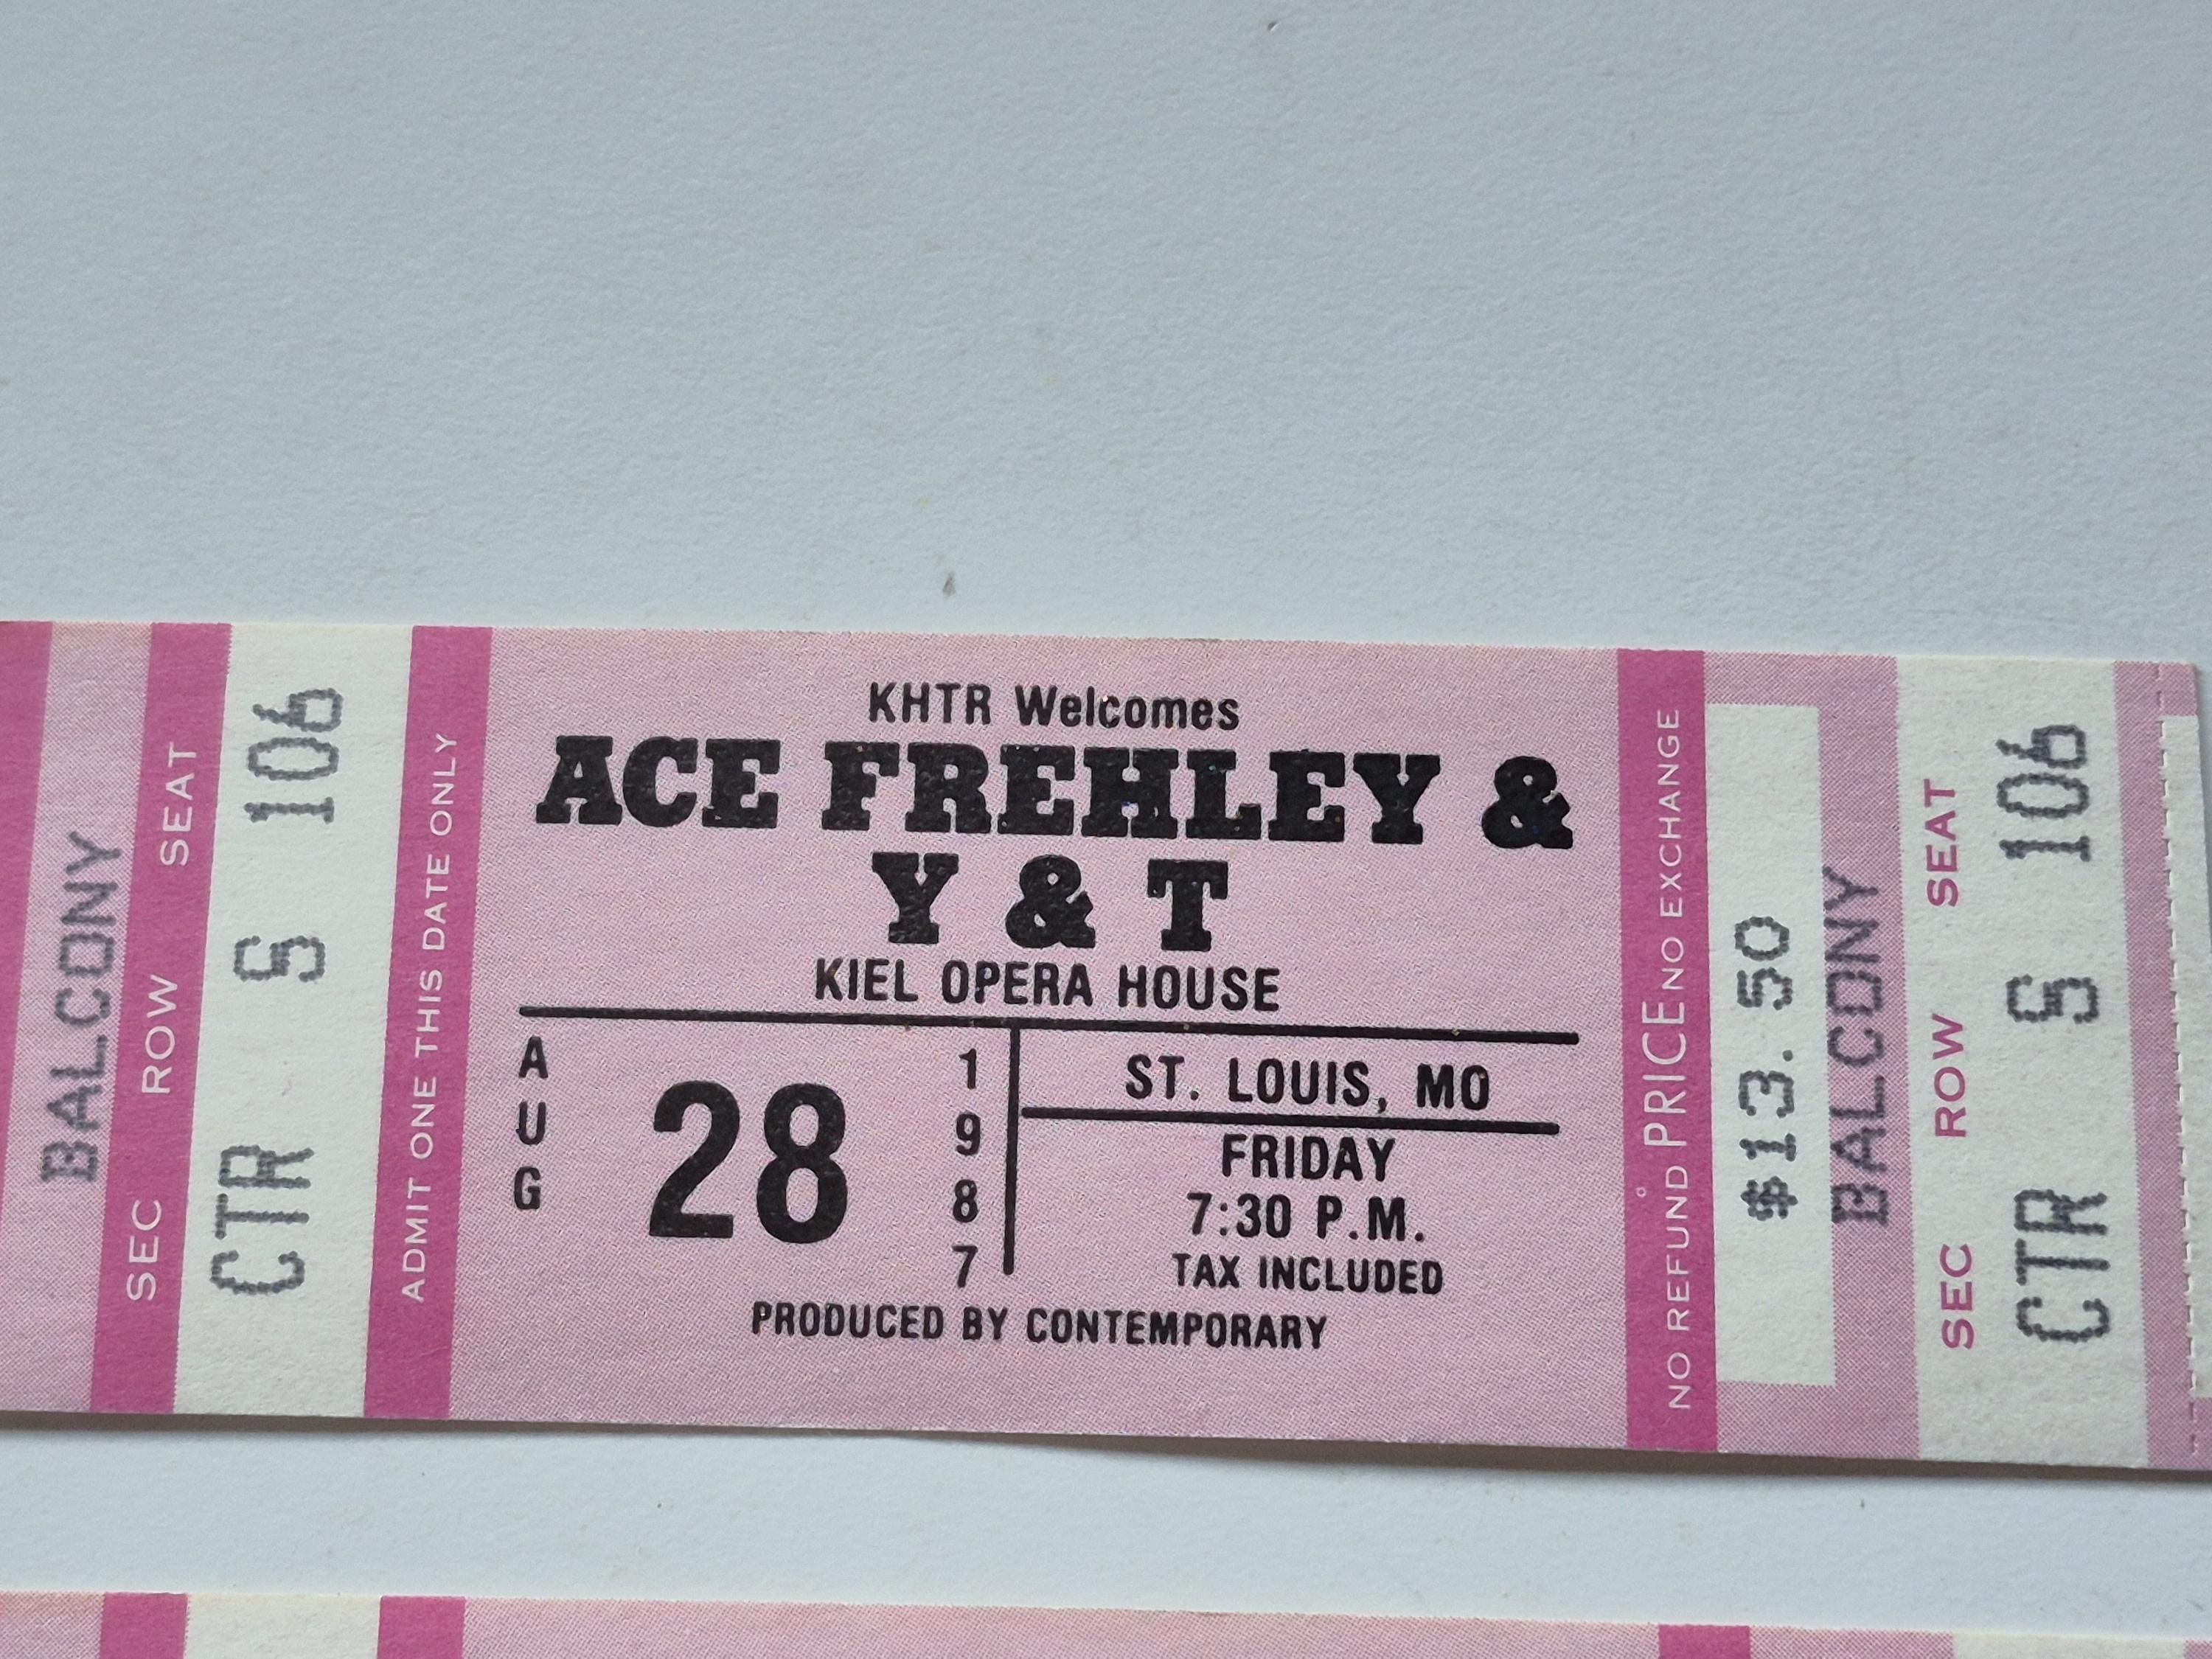 BALCONY
SEC ROW SEAT
CTR S 106
ADMIT ONE THIS DATE ONLY
KHTR Welcomes
ACE FREHLEY &
Y & T
KIEL OPERA HOUSE
AUG 28 1987
ST. LOUIS, MO
FRIDAY
7:30 P.M.
TAX INCLUDED
PRODUCED BY CONTEMPORARY
NO REFUND PRICE NO EXCHANGE
$13.50
BALCONY
SEC ROW SEAT
CTR S 106